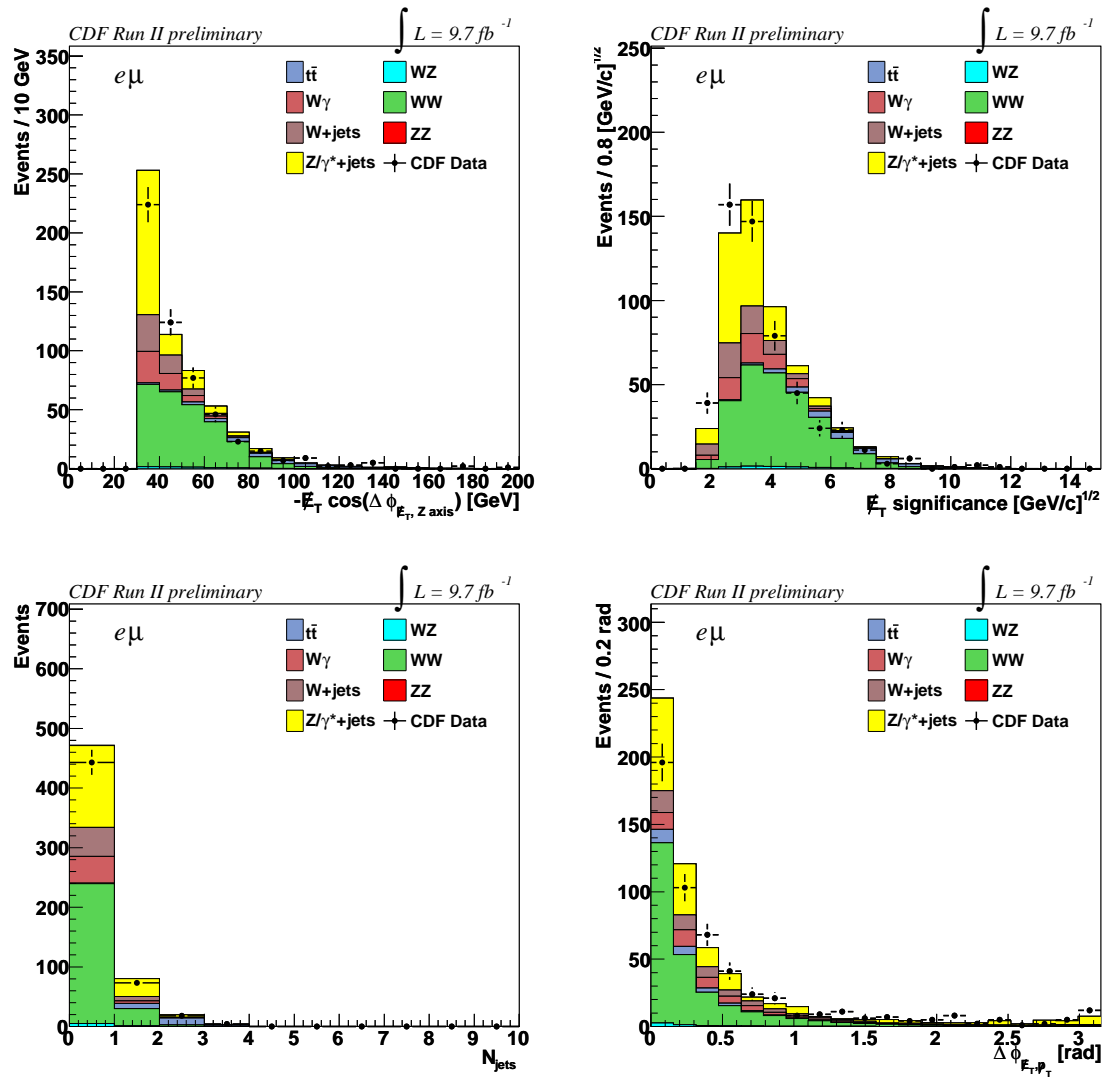 CDF Run II preliminary ∫ L = 9.7 fb⁻¹
Events / 10 GeV
eμ
tt̄ WZ
Wγ WW
W+jets ZZ
Z/γ*+jets CDF Data
350
300
250
200
150
100
50
0
0 20 40 60 80 100 120 140 160 180 200
-E̸_T cos(Δ ϕ_E̸_T, Z axis) [GeV]
CDF Run II preliminary ∫ L = 9.7 fb⁻¹
Events / 0.8 [GeV/c]^1/2
eμ
tt̄ WZ
Wγ WW
W+jets ZZ
Z/γ*+jets CDF Data
250
200
150
100
50
0
0 2 4 6 8 10 12 14
E̸_T significance [GeV/c]^1/2
CDF Run II preliminary ∫ L = 9.7 fb⁻¹
Events
eμ
tt̄ WZ
Wγ WW
W+jets ZZ
Z/γ*+jets CDF Data
700
600
500
400
300
200
100
0
0 1 2 3 4 5 6 7 8 9 10
N_jets
CDF Run II preliminary ∫ L = 9.7 fb⁻¹
Events / 0.2 rad
eμ
tt̄ WZ
Wγ WW
W+jets ZZ
Z/γ*+jets CDF Data
300
250
200
150
100
50
0
0 0.5 1 1.5 2 2.5 3
Δ ϕ_E̸_T,p̸_T [rad]